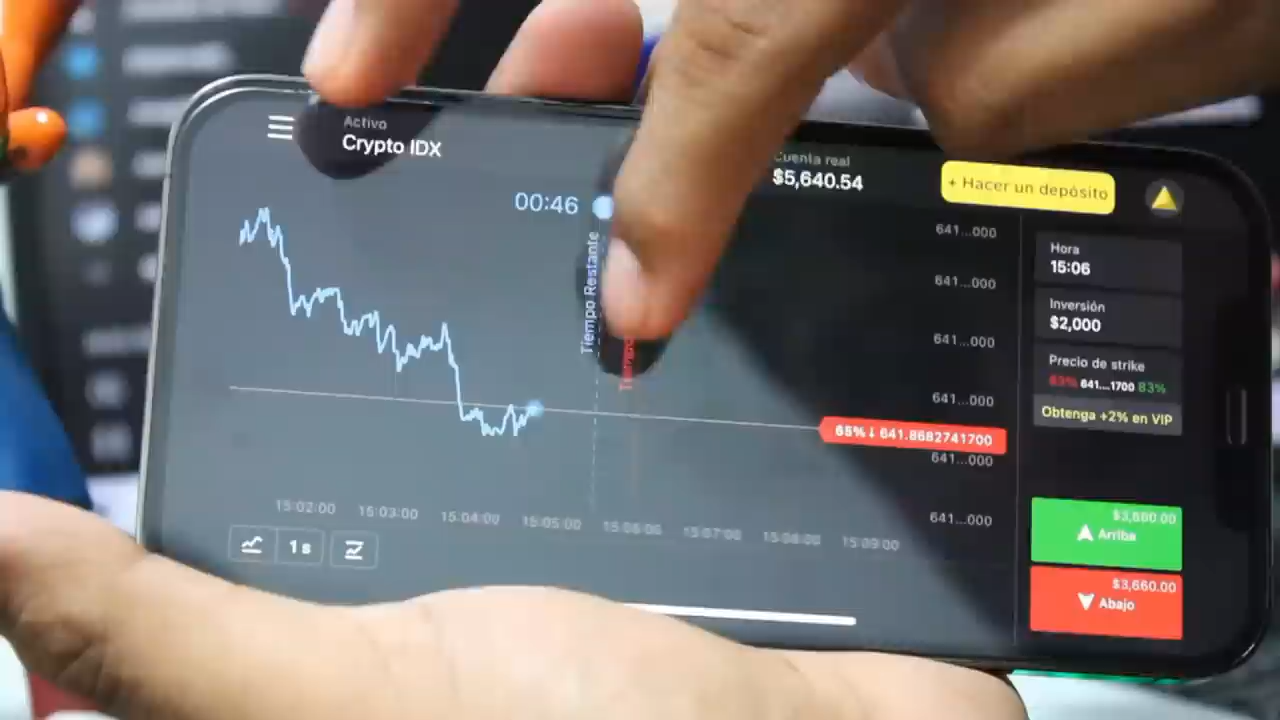 Activo
Crypto IDX
Cuenta real
$5,640.54
+ Hacer un depósito
00:46
Tiempo Restante
641...000
641...000
641...000
641...000
65%↓ 641.8682741700
641...000
641...000
Hora
15:06
Inversión
$2,000
Precio de strike
83% 641...1700 83%
Obtenga +2% en VIP
$3,660.00
Arriba
$3,660.00
Abajo
15:02:00 15:03:00 15:04:00 15:05:00 15:06:00 15:07:00 15:08:00 15:09:00
1 s